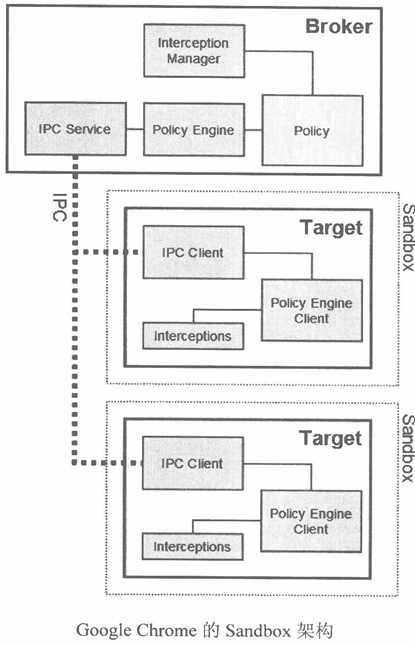 Broker
Interception
Manager
IPC Service
Policy Engine
Policy
IPC
Sandbox
Target
IPC Client
Policy Engine
Client
Interceptions
Sandbox
Target
IPC Client
Policy Engine
Client
Interceptions
Google Chrome 的 Sandbox 架构